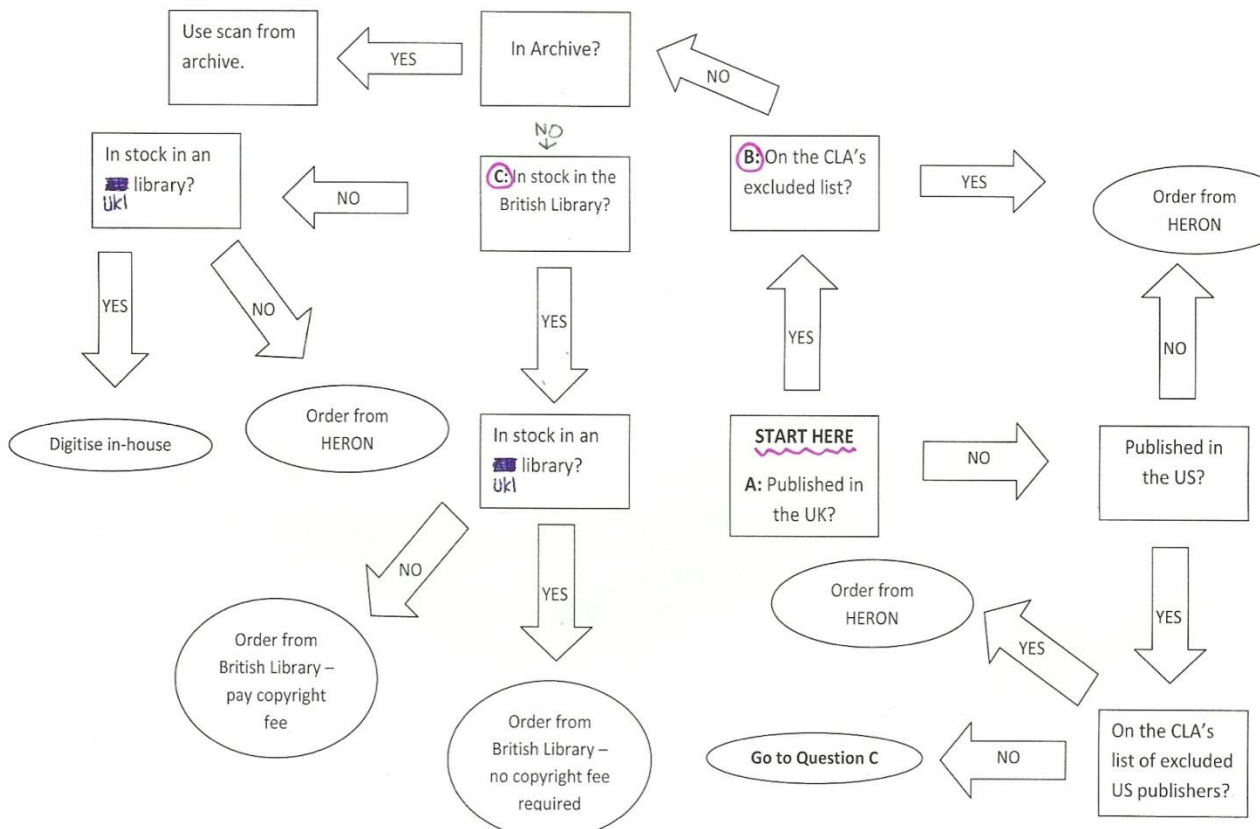 Use scan from
archive.
YES
In Archive?
NO
NO
In stock in an
library?
UKI
NO
C: In stock in the
British Library?
B: On the CLA's
excluded list?
YES
Order from
HERON
YES
NO
YES
YES
NO
Digitise in-house
Order from
HERON
In stock in an
library?
UKI
START HERE
A: Published in
the UK?
NO
Published in
the US?
NO
YES
Order from
HERON
YES
YES
Order from
British Library –
pay copyright
fee
Order from
British Library –
no copyright fee
required
Go to Question C
NO
On the CLA's
list of excluded
US publishers?